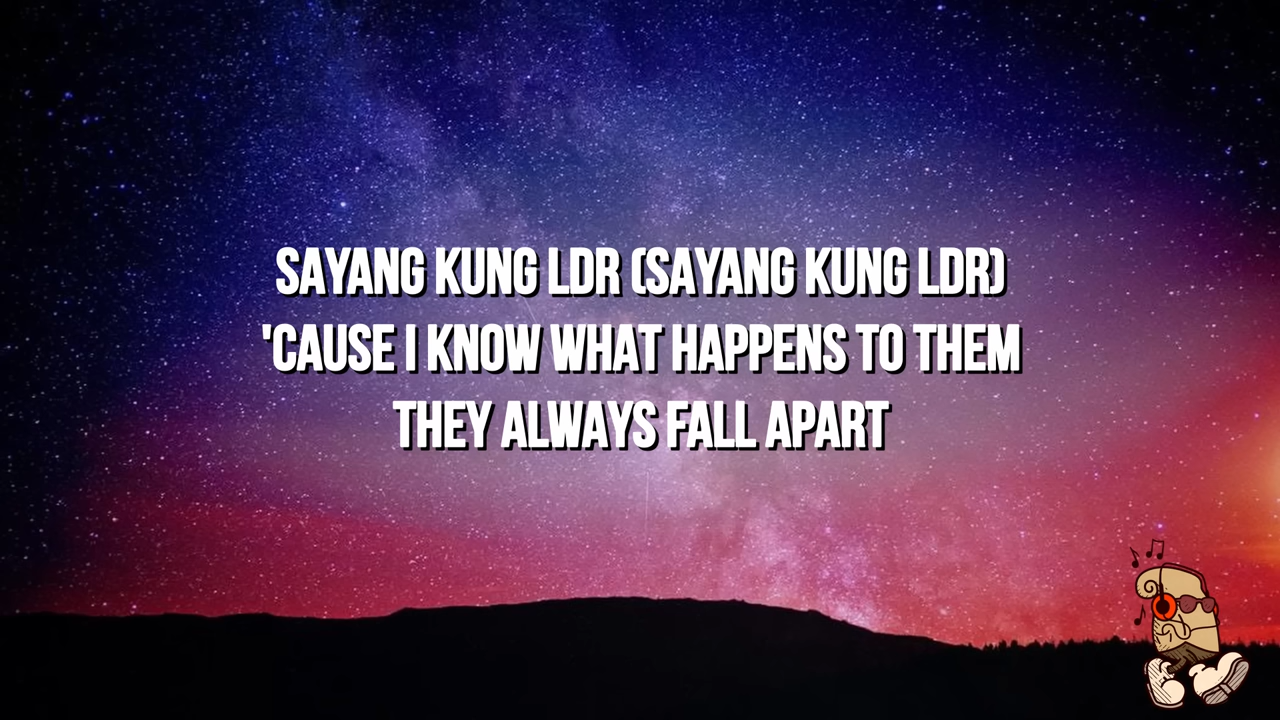 SAYANG KUNG LDR (SAYANG KUNG LDR)
'CAUSE I KNOW WHAT HAPPENS TO THEM
THEY ALWAYS FALL APART